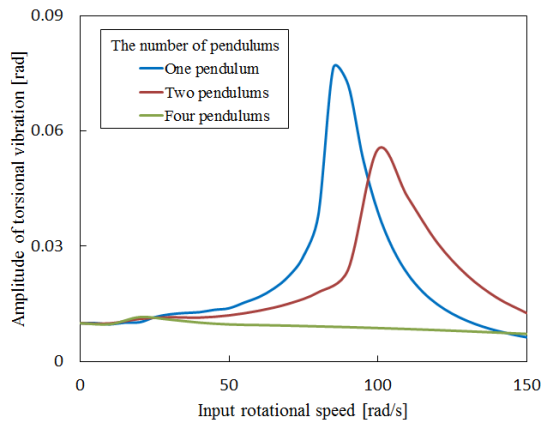 0.09
0.06
0.03
0
Amplitude of torsional vibration [rad]
The number of pendulums
One pendulum
Two pendulums
Four pendulums
0 50 100 150
Input rotational speed [rad/s]